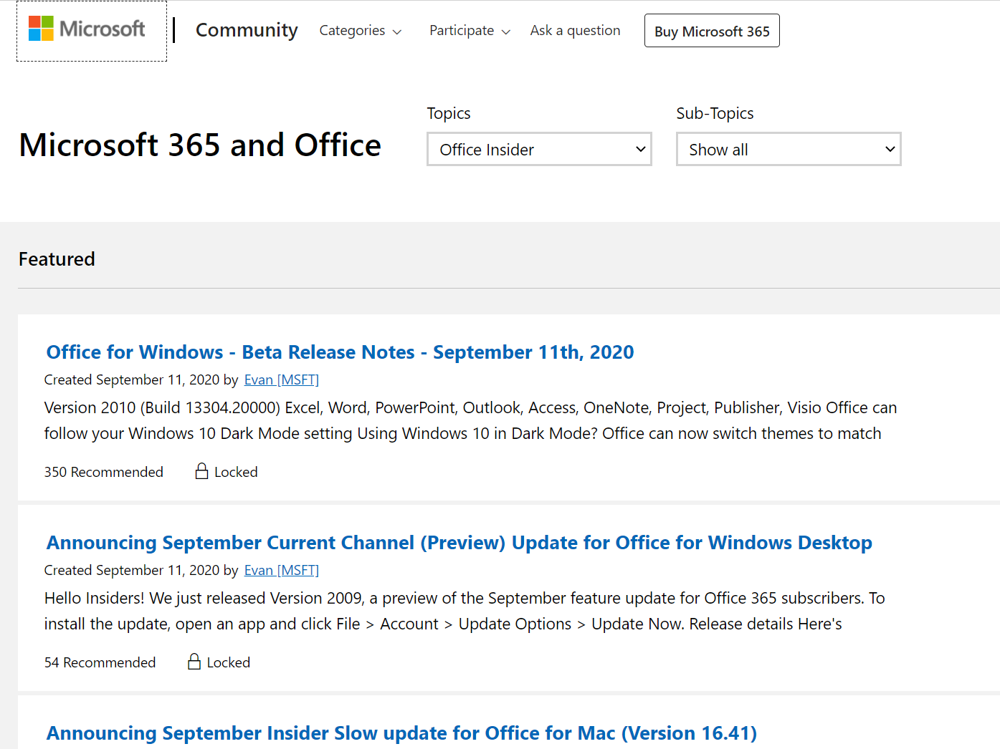 Microsoft
Community
Categories
Participate
Ask a question
Buy Microsoft 365
Topics
Sub-Topics
Microsoft 365 and Office
Office Insider
Show all
Featured
Office for Windows - Beta Release Notes - September 11th, 2020
Created September 11, 2020 by Evan [MSFT]
Version 2010 (Build 13304.20000) Excel, Word, PowerPoint, Outlook, Access, OneNote, Project, Publisher, Visio Office can
follow your Windows 10 Dark Mode setting Using Windows 10 in Dark Mode? Office can now switch themes to match
350 Recommended
Locked
Announcing September Current Channel (Preview) Update for Office for Windows Desktop
Created September 11, 2020 by Evan [MSFT]
Hello Insiders! We just released Version 2009, a preview of the September feature update for Office 365 subscribers. To
install the update, open an app and click File > Account > Update Options > Update Now. Release details Here's
54 Recommended
Locked
Announcing September Insider Slow update for Office for Mac (Version 16.41)